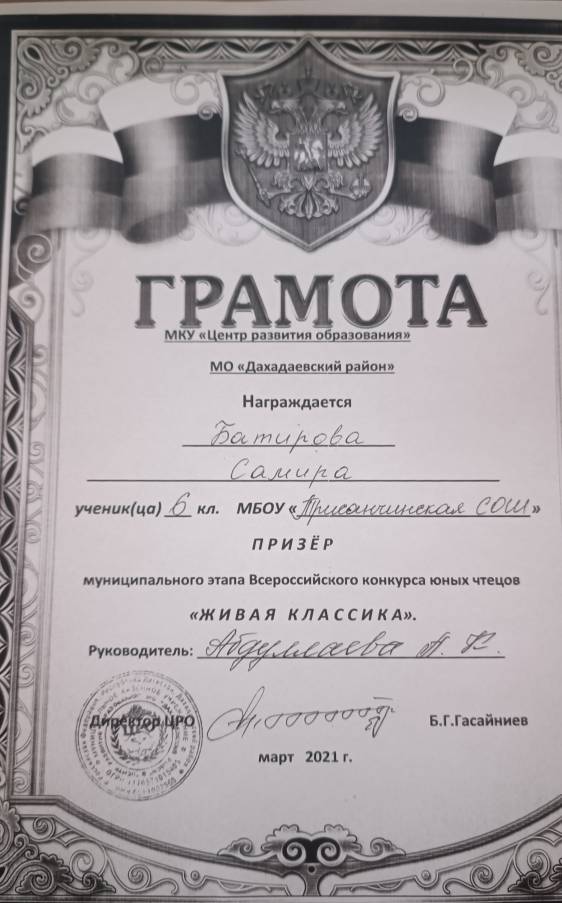 ГРАМОТА
МКУ «Центр развития образования»
МО «Дахадаевский район»
Награждается
Батирова
Самира
ученик(ца) 6 кл. МБОУ «Трисанчинская СОШ»
ПРИЗЁР
муниципального этапа Всероссийского конкурса юных чтецов
«ЖИВАЯ КЛАССИКА».
Руководитель: Абдуллаева П. К.
Директор ЦРО Б.Г.Гасайниев
март 2021 г.